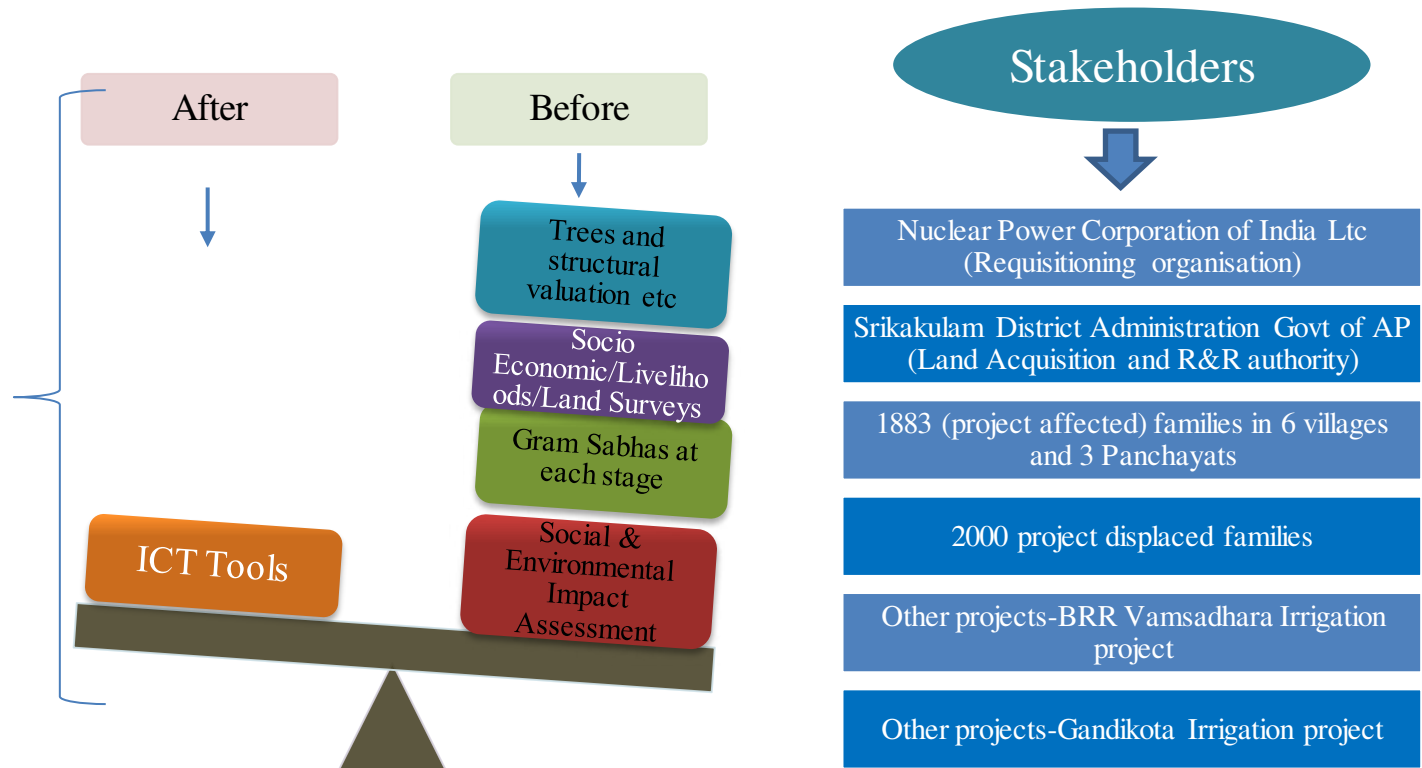 After
Before
Trees and
structural
valuation etc
Socio
Economic/Liveliho
ods/Land Surveys
Gram Sabhas at
each stage
Social &
Environmental
Impact
Assessment
ICT Tools
Stakeholders
Nuclear Power Corporation of India Ltc
(Requisitioning organisation)
Srikakulam District Administration Govt of AP
(Land Acquisition and R&R authority)
1883 (project affected) families in 6 villages
and 3 Panchayats
2000 project displaced families
Other projects-BRR Vamsadhara Irrigation
project
Other projects-Gandikota Irrigation project